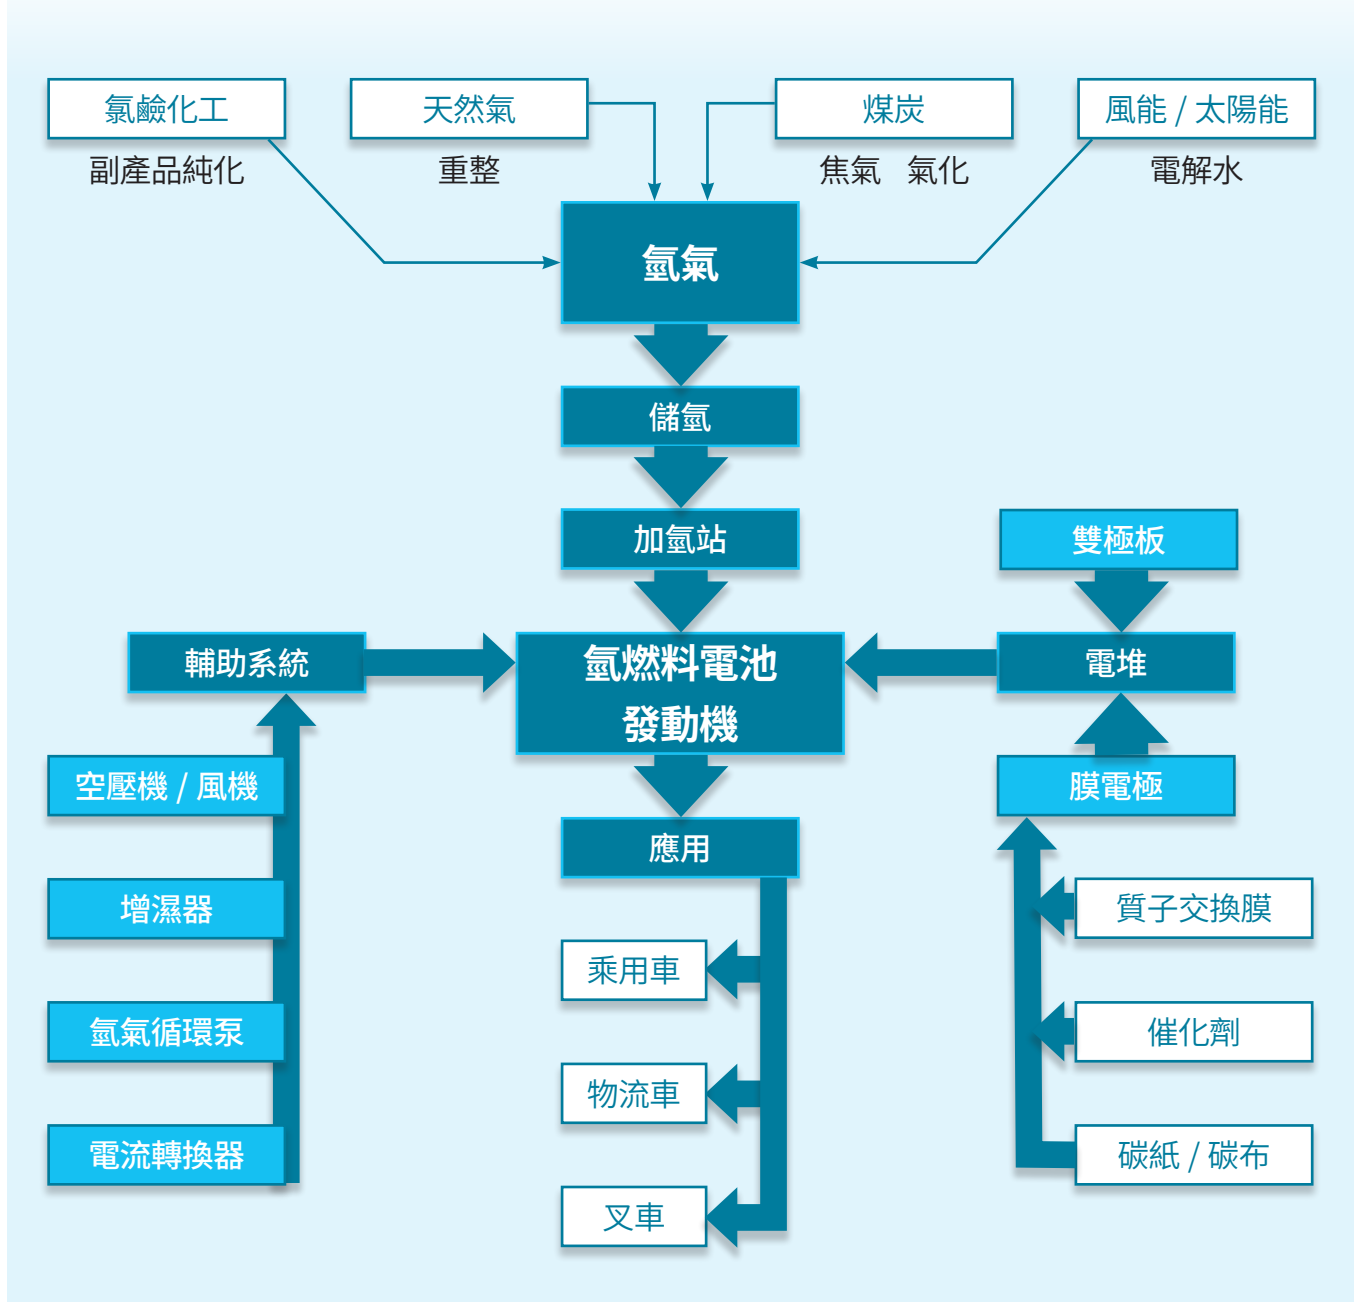 氯鹼化工
天然氣
煤炭
風能 / 太陽能
副產品純化
重整
焦氣 氣化
電解水
氫氣
儲氫
加氫站
雙極板
輔助系統
氫燃料電池
發動機
電堆
空壓機 / 風機
膜電極
應用
增濕器
質子交換膜
乘用車
氫氣循環泵
催化劑
物流車
電流轉換器
碳紙 / 碳布
叉車